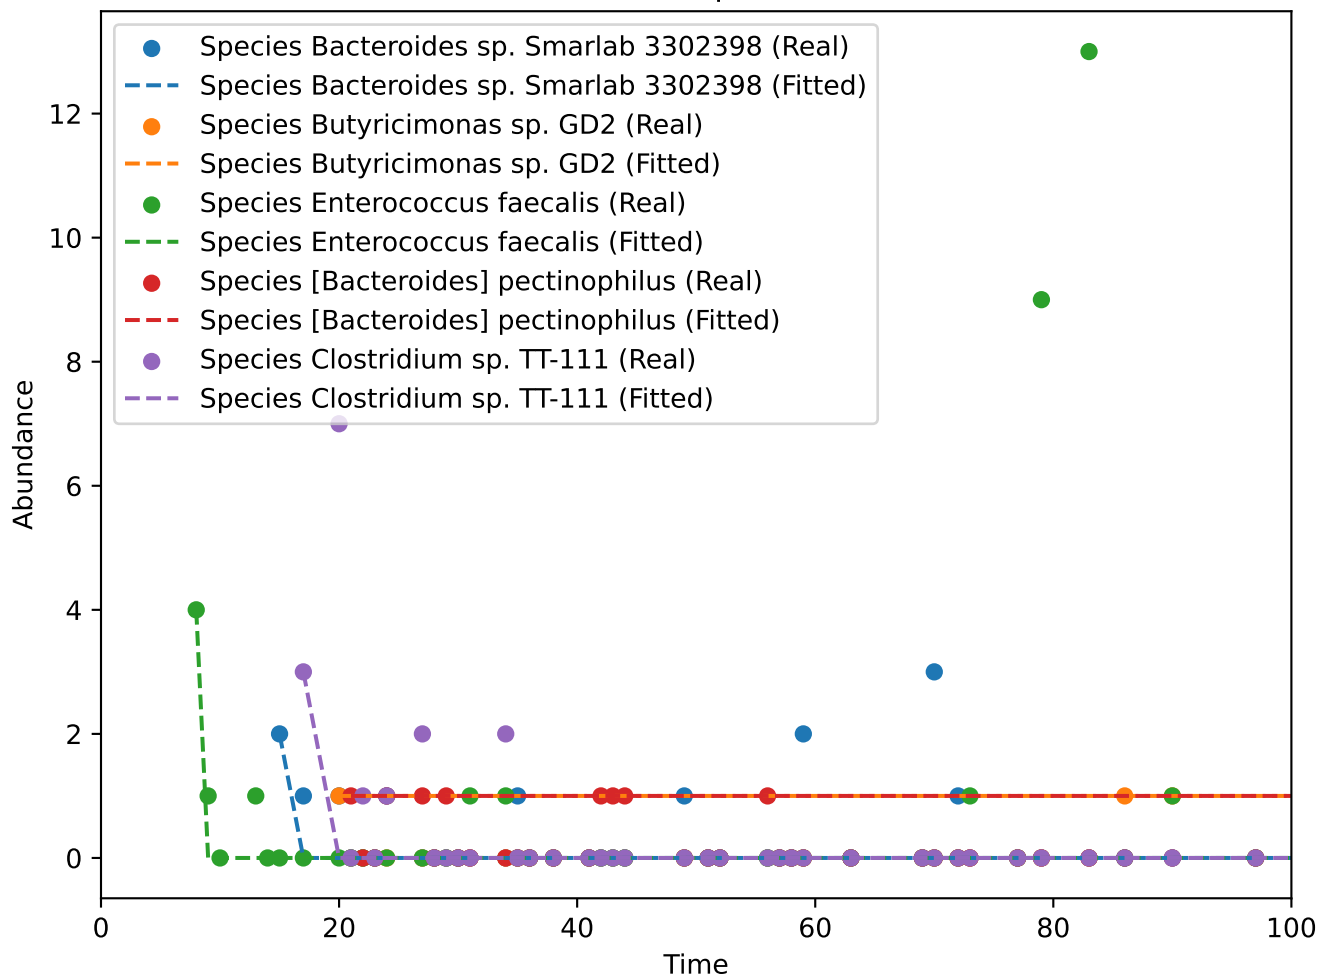 Species Bacteroides sp. Smarlab 3302398 (Real)
Species Bacteroides sp. Smarlab 3302398 (Fitted)
Species Butyricimonas sp. GD2 (Real)
Species Butyricimonas sp. GD2 (Fitted)
Species Enterococcus faecalis (Real)
Species Enterococcus faecalis (Fitted)
Species [Bacteroides] pectinophilus (Real)
Species [Bacteroides] pectinophilus (Fitted)
Species Clostridium sp. TT-111 (Real)
Species Clostridium sp. TT-111 (Fitted)
12
10
8
6
4
2
0
Abundance
0 20 40 60 80 100
Time